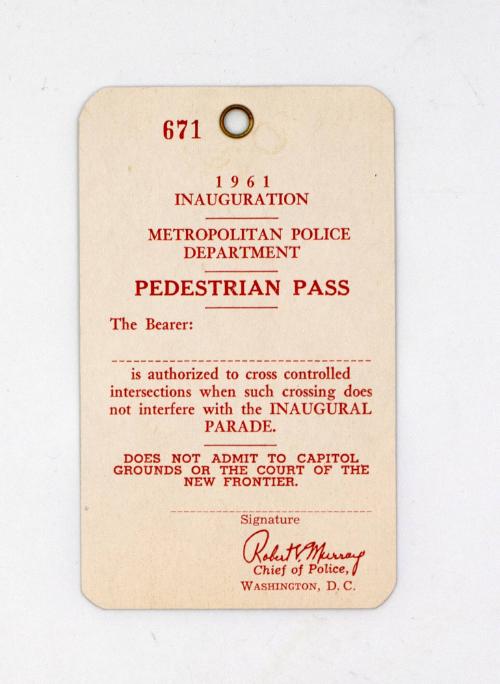 671
1961
INAUGURATION
METROPOLITAN POLICE
DEPARTMENT
PEDESTRIAN PASS
The Bearer:
is authorized to cross controlled
intersections when such crossing does
not interfere with the INAUGURAL
PARADE.
DOES NOT ADMIT TO CAPITOL
GROUNDS OR THE COURT OF THE
NEW FRONTIER.
Signature
Robert V. Murray
Chief of Police,
WASHINGTON, D. C.